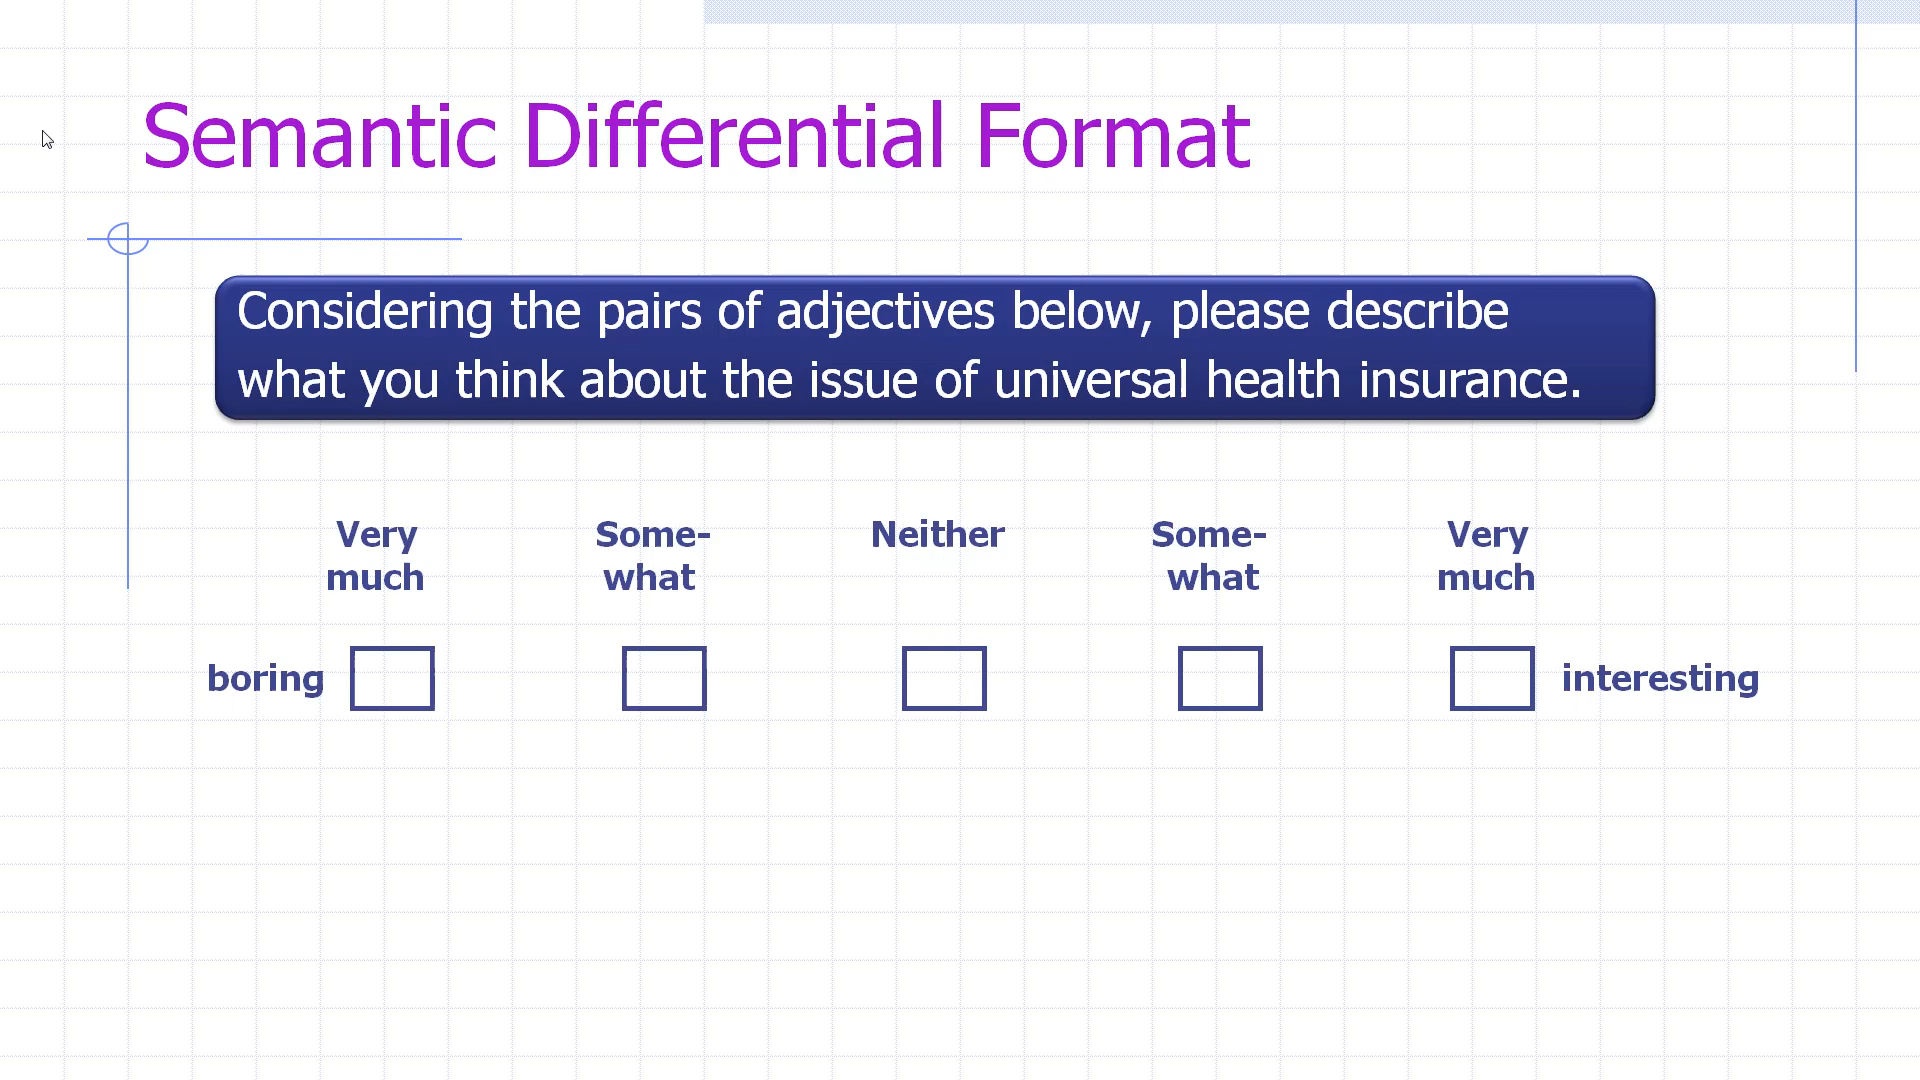 Semantic Differential Format
Considering the pairs of adjectives below, please describe
what you think about the issue of universal health insurance.
Very much
Some-what
Neither
Some-what
Very much
boring
interesting